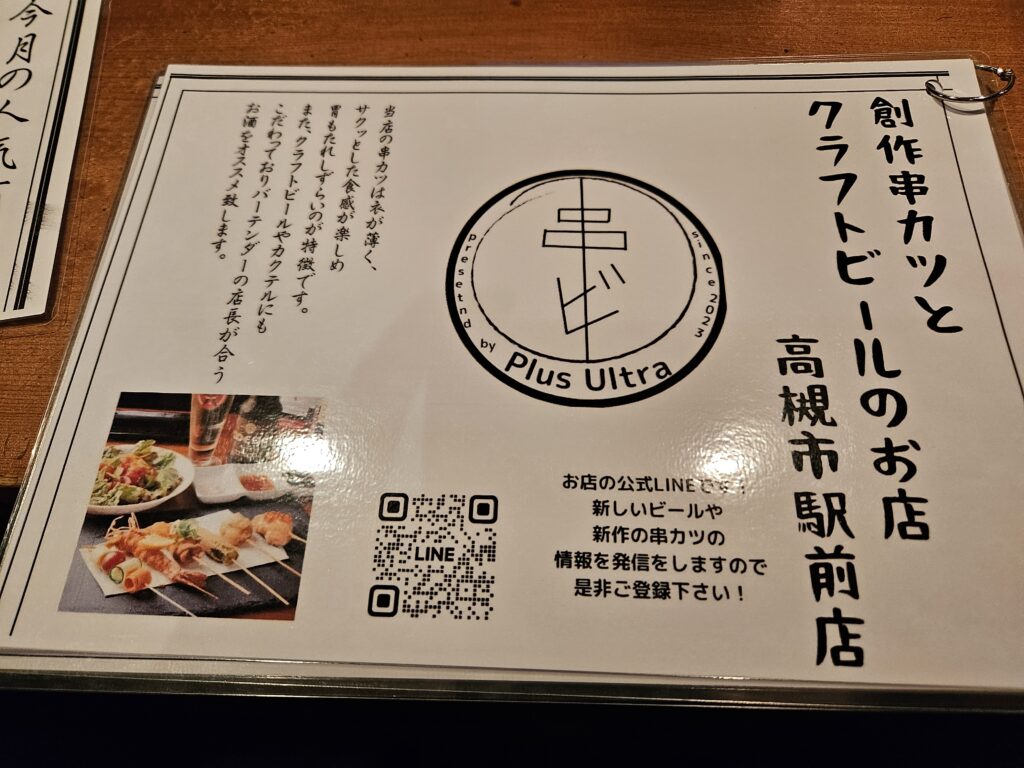 創作串カツと
クラフトビールのお店
高槻市駅前店
串ビ
since 2023
presetnd by Plus Ultra
当店の串カツは衣が薄く、
サクッとした食感が楽しめ
胃もたれしずらいのが特徴です。
また、クラフトビールやカクテルにも
こだわっておりバーテンダーの店長が合う
お酒をオススメ致します。
お店の公式LINEです!
新しいビールや
新作の串カツの
情報を発信をしますので
是非ご登録下さい!
LINE
今月の人気